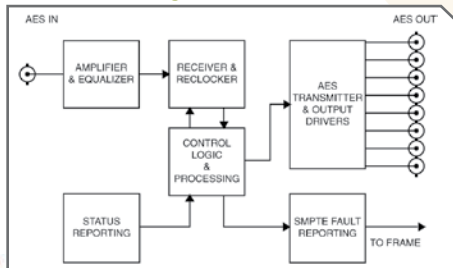 AES IN
AES OUT
AMPLIFIER
& EQUALIZER
RECEIVER &
RECLOCKER
AES
TRANSMITTER
& OUTPUT
DRIVERS
CONTROL
LOGIC
&
PROCESSING
STATUS
REPORTING
SMPTE FAULT
REPORTING
TO FRAME